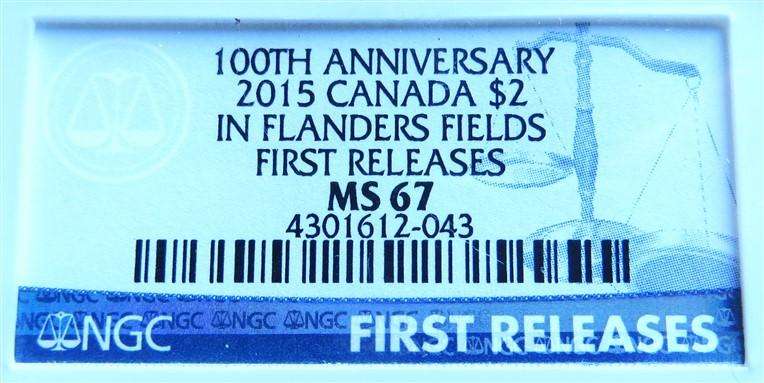 100TH ANNIVERSARY
2015 CANADA $2
IN FLANDERS FIELDS
FIRST RELEASES
MS 67
4301612-043
NGC FIRST RELEASES